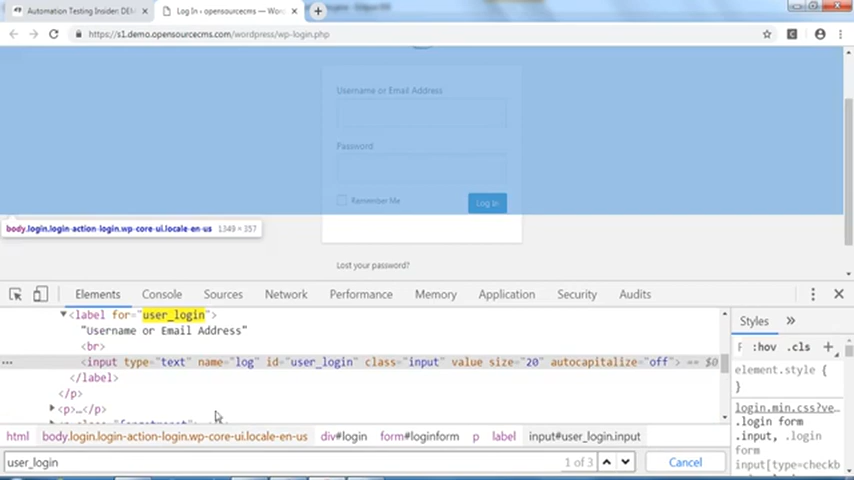 Automation Testing Insider: DEM
Log In ‹ opensourcecms — Wor
https://s1.demo.opensourcecms.com/wordpress/wp-login.php
Username or Email Address
Password
Remember Me
Log In
body.login.login-action-login.wp-core-ui.locale-en-us 1349 × 357
Lost your password?
Elements Console Sources Network Performance Memory Application Security Audits
<label for="user_login">
"Username or Email Address"
<br>
<input type="text" name="log" id="user_login" class="input" value size="20" autocapitalize="off"> == $0
</label>
</p>
<p>…</p>
html body.login.login-action-login.wp-core-ui.locale-en-us div#login form#loginform p label input#user_login.input
user_login 1 of 3 Cancel
Styles »
F :hov .cls +
element.style {
}
login.min.css?ve…
.login form
.input, .login
form
input[type=checkb